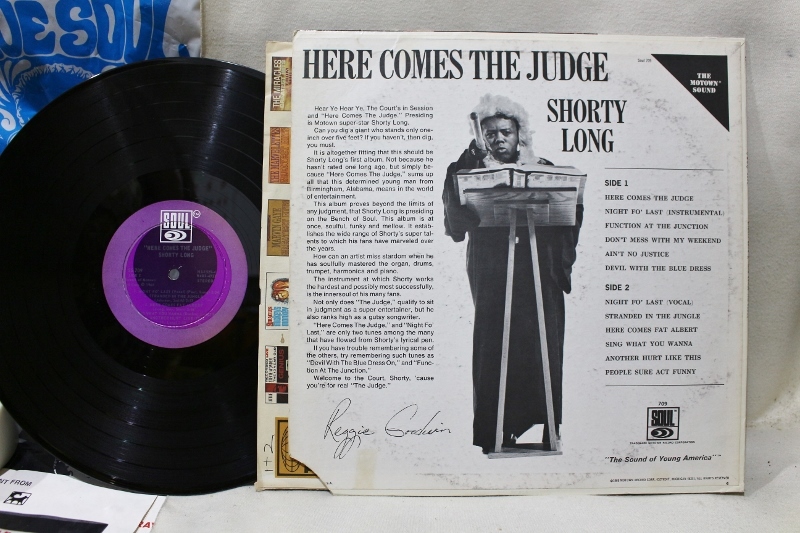 DE SOUL
HERE COMES THE JUDGE
SHORTY
LONG
THE
MOTOWN
SOUND
Hear Ye Hear Ye, The Court's in Session
and "Here Comes The Judge." Presiding
is Motown super-star Shorty Long.
Can you dig a giant who stands only one-
inch over five feet? If you haven't, then dig,
you must.
It is altogether fitting that this should be
Shorty Long's first album. Not because he
hasn't rated one long ago, but simply be-
cause "Here Comes The Judge," sums up
all that this determined young man from
Birmingham, Alabama, means in the world
of entertainment.
This album proves beyond the limits of
any judgment, that Shorty Long is presiding
on the Bench of Soul. This album is at
once, soulful, funky and mellow. It estab-
lishes the wide range of Shorty's super tal-
ents to which his fans have marveled over
the years.
How can an artist miss stardom when he
has soulfully mastered the organ, drums,
trumpet, harmonica and piano.
The instrument at which Shorty works
the hardest and possibly most successfully,
is the innersoul of his many fans.
Not only does "The Judge," qualify to sit
in judgment as a super entertainer, but he
also ranks high as a gutsy songwriter.
"Here Comes The Judge," and "Night Fo'
Last," are only two tunes among the many
that have flowed from Shorty's lyrical pen.
If you have trouble remembering some of
the others, try remembering such tunes as
"Devil With The Blue Dress On," and "Func-
tion At The Junction."
Welcome to the Court, Shorty, 'cause
you're for real "The Judge."
Reggie Goodwin
SIDE 1
HERE COMES THE JUDGE
NIGHT FO' LAST (INSTRUMENTAL)
FUNCTION AT THE JUNCTION
DON'T MESS WITH MY WEEKEND
AIN'T NO JUSTICE
DEVIL WITH THE BLUE DRESS
SIDE 2
NIGHT FO' LAST (VOCAL)
STRANDED IN THE JUNGLE
HERE COMES FAT ALBERT
SING WHAT YOU WANNA
ANOTHER HURT LIKE THIS
PEOPLE SURE ACT FUNNY
709
SOUL
"The Sound of Young America"
SOUL
"HERE COMES THE JUDGE"
SHORTY LONG
THE MIRACLES
+2
NT FROM